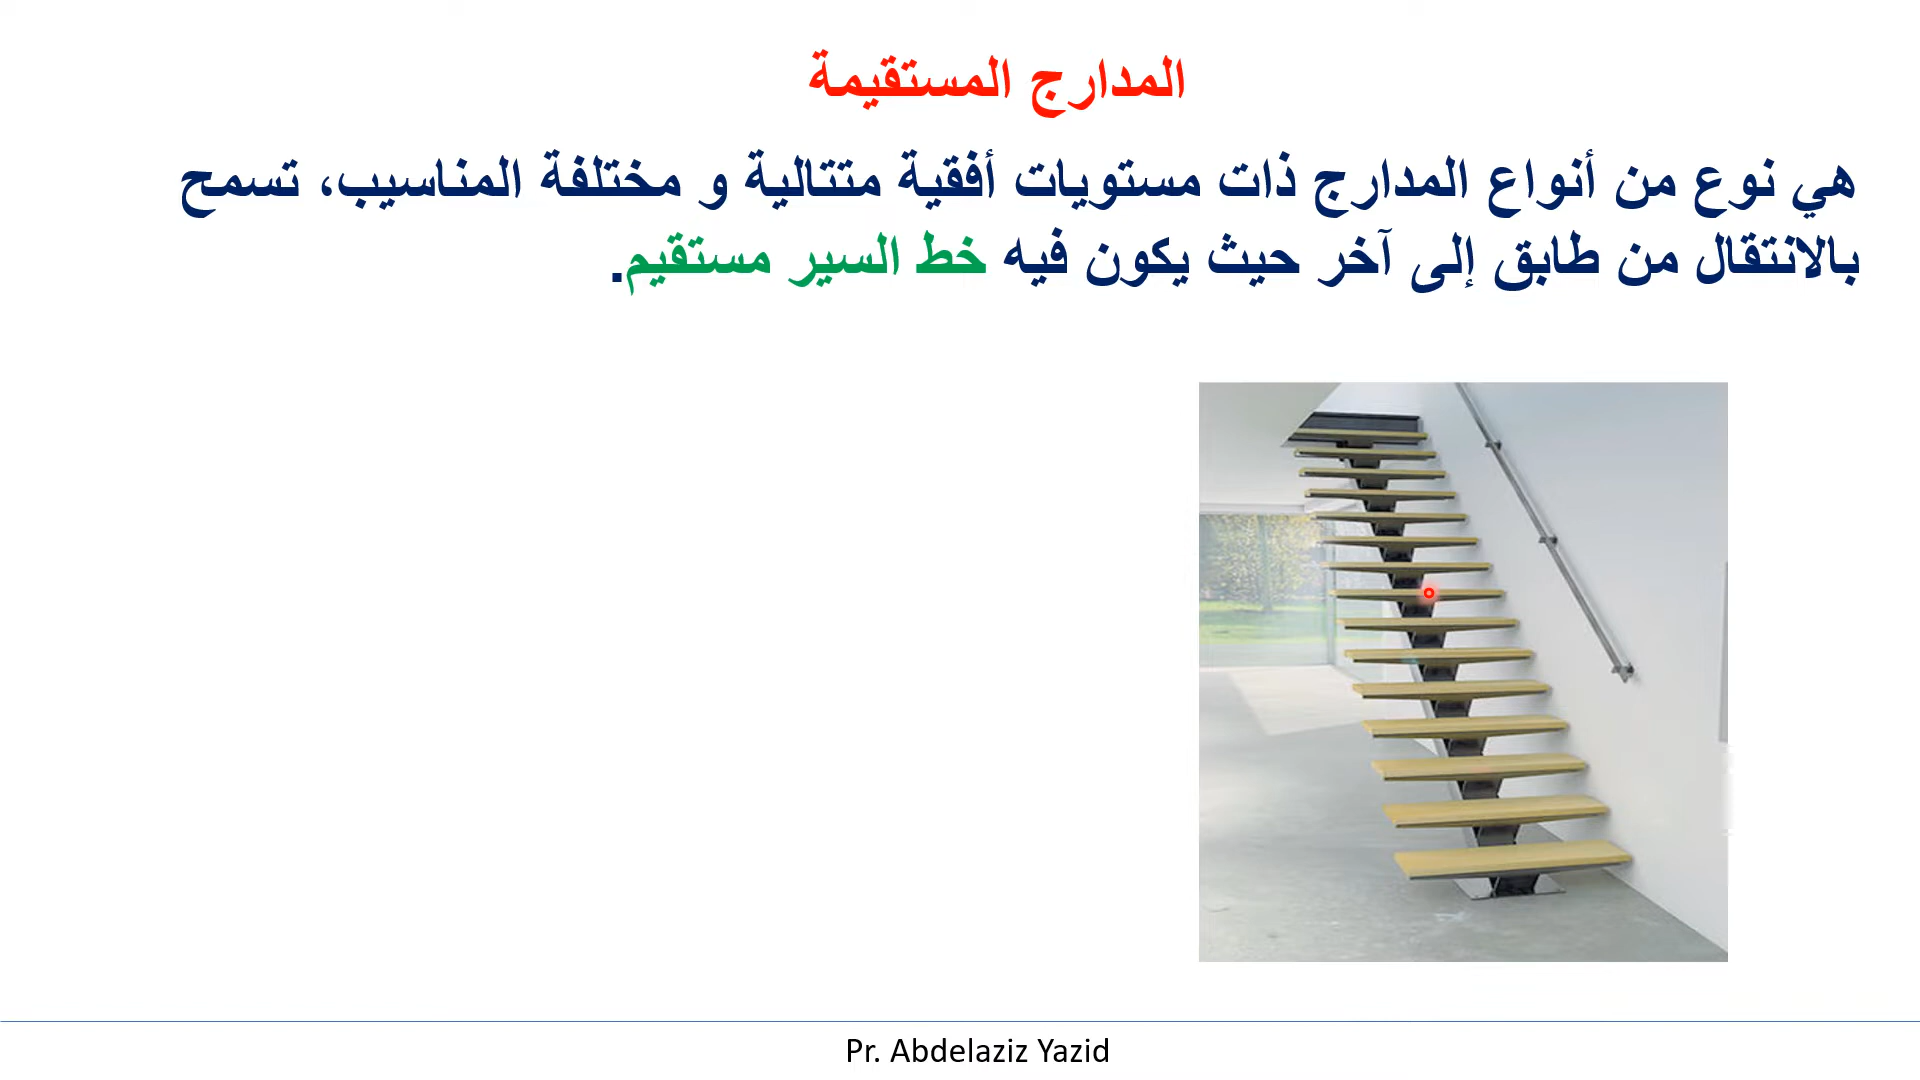 المدارج المستقيمة
هي نوع من أنواع المدارج ذات مستويات أفقية متتالية و مختلفة المناسيب، تسمح
بالانتقال من طابق إلى آخر حيث يكون فيه خط السير مستقيم.
Pr. Abdelaziz Yazid